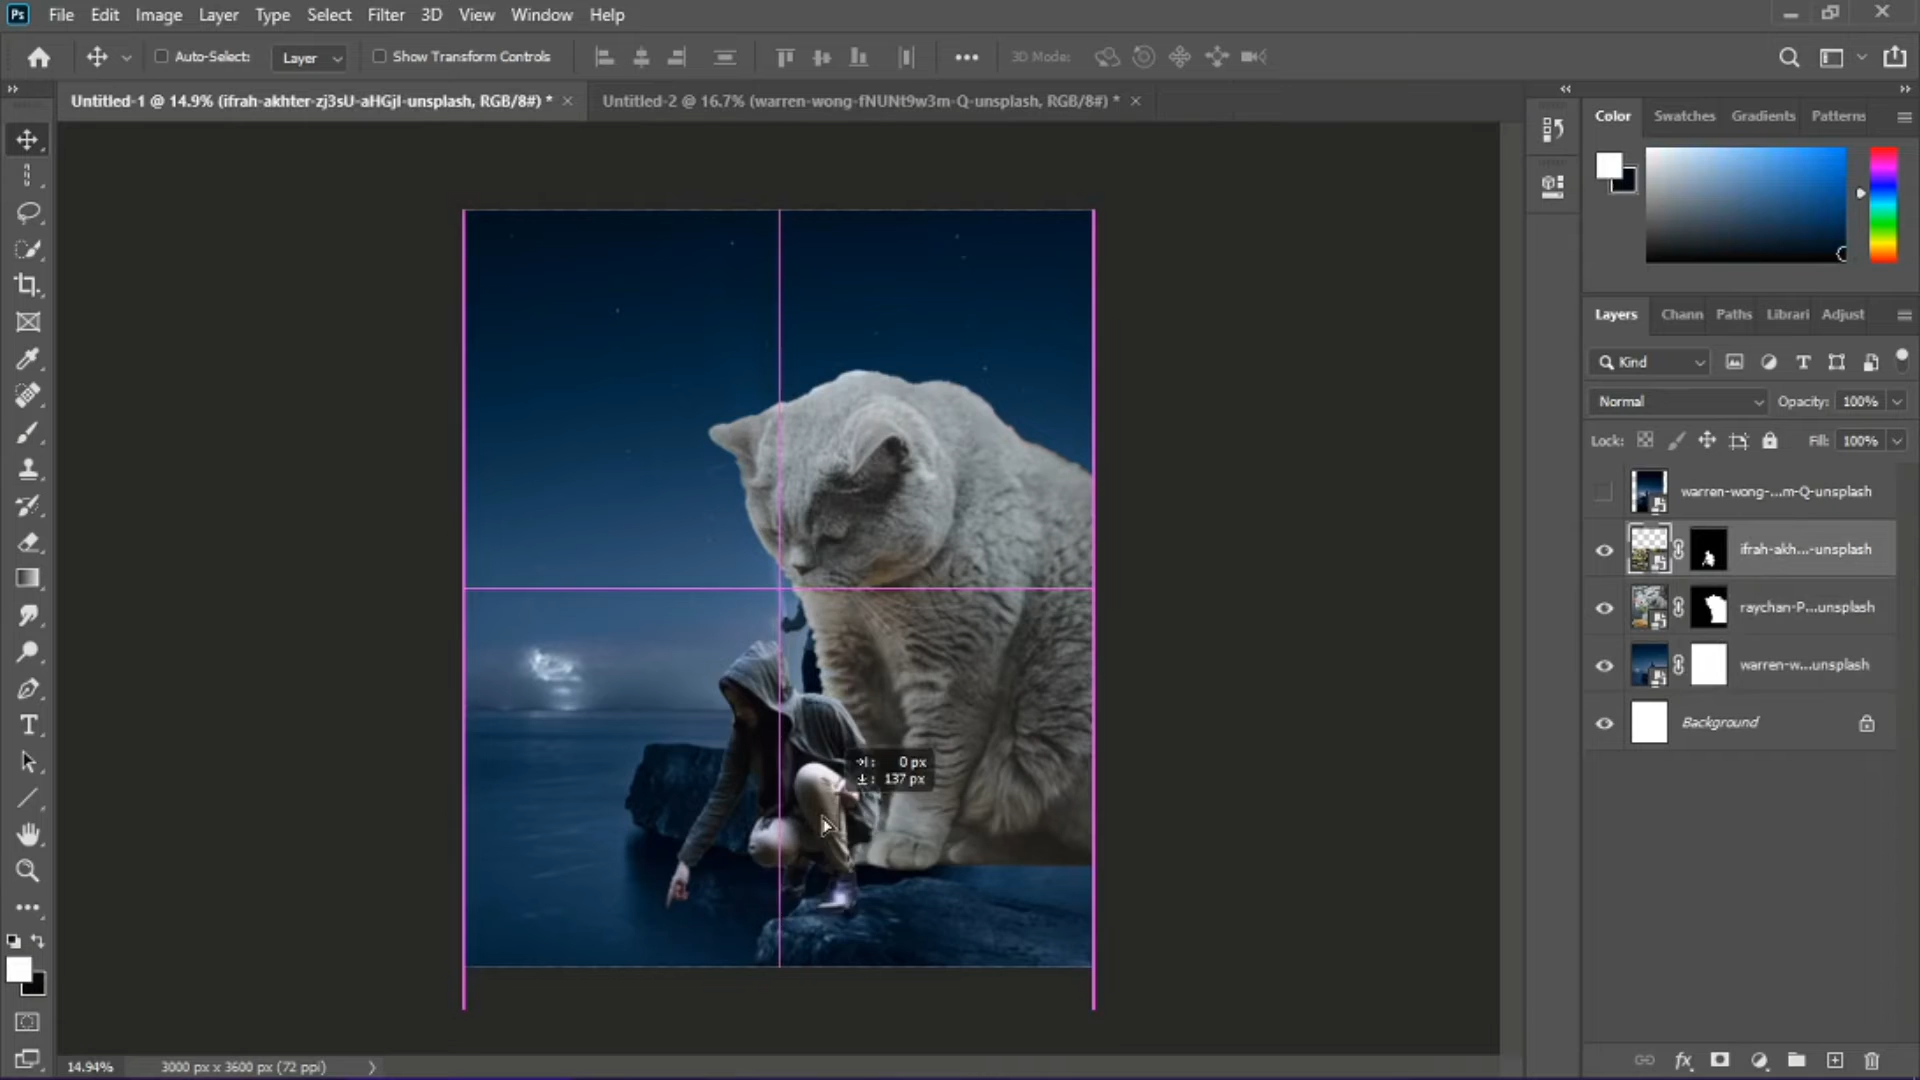 Ps File Edit Image Layer Type Select Filter 3D View Window Help
Auto-Select: Layer Show Transform Controls 3D Mode:
Untitled-1 @ 14.9% (ifrah-akhter-zj3sU-aHGjI-unsplash, RGB/8#) * Untitled-2 @ 16.7% (warren-wong-fNUNt9w3m-Q-unsplash, RGB/8#) *
Color Swatches Gradients Patterns
Layers Chann Paths Librari Adjust
Kind
Normal Opacity: 100%
Lock: Fill: 100%
warren-wong-...m-Q-unsplash
ifrah-akh...-unsplash
raychan-P...unsplash
warren-w...unsplash
Background
0 px
137 px
14.94% 3000 px x 3600 px (72 ppi)